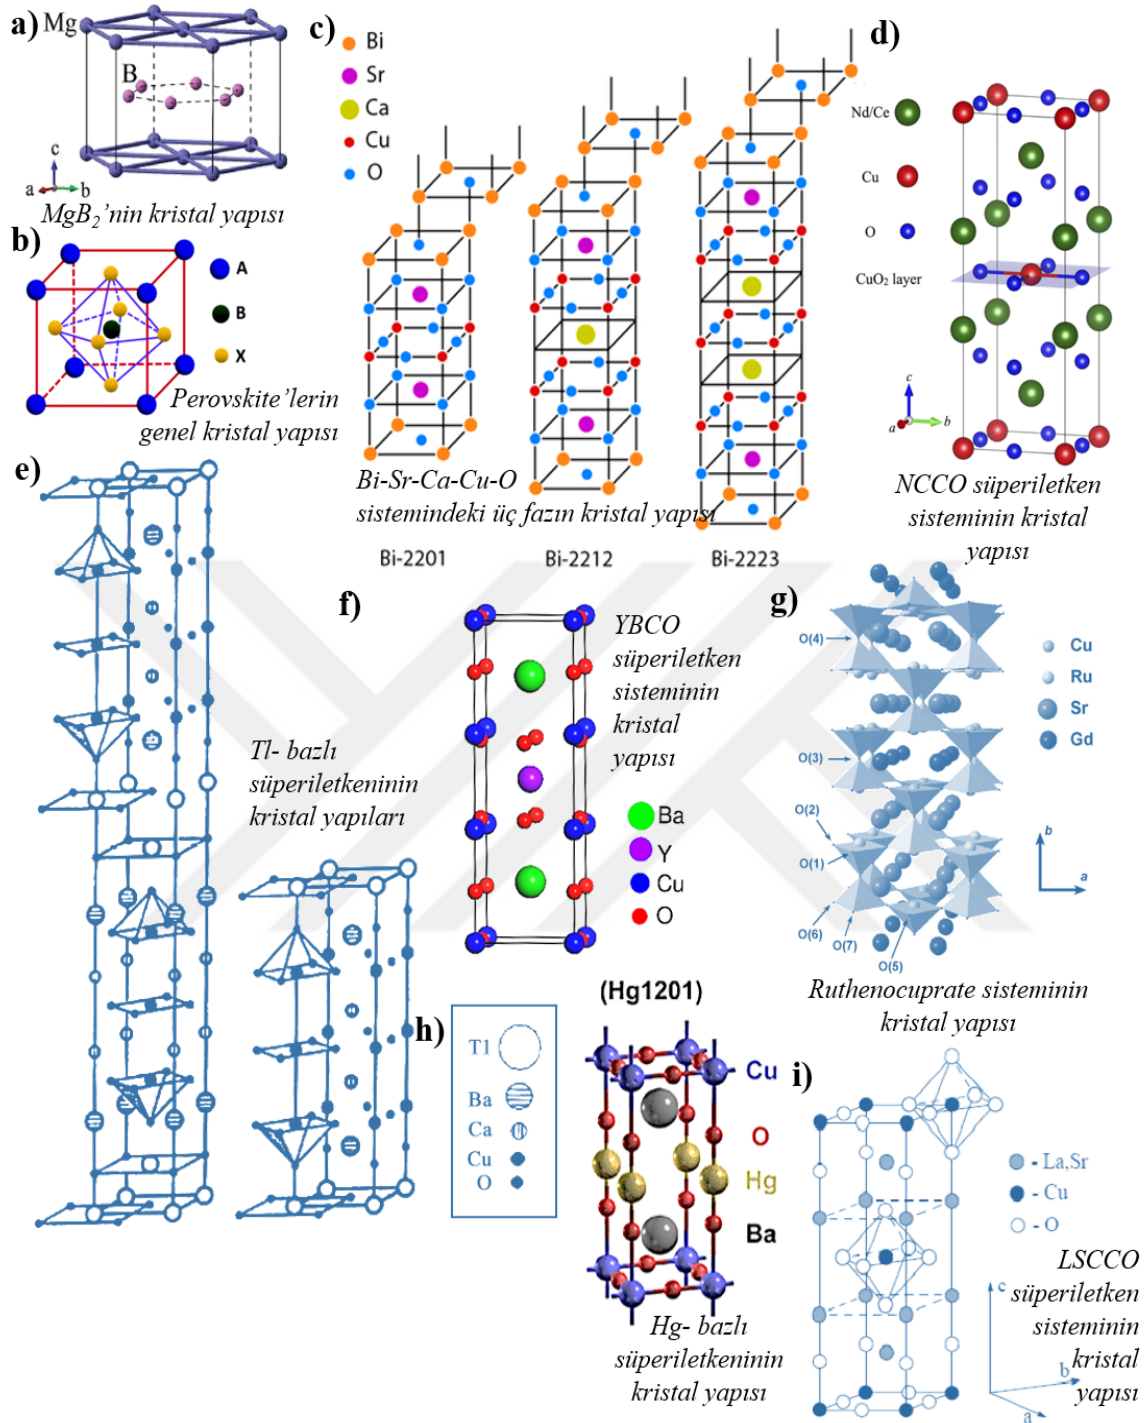 a)
Mg
B
c
a
b
MgB2'nin kristal yapısı
b)
A
B
X
Perovskite'lerin
genel kristal yapısı
c)
Bi
Sr
Ca
Cu
O
Bi-Sr-Ca-Cu-O
sistemindeki üç fazın kristal yapısı
Bi-2201
Bi-2212
Bi-2223
d)
Nd/Ce
Cu
O
CuO2 layer
c
a
b
NCCO süperiletken
sisteminin kristal
yapısı
e)
Tl- bazlı
süperiletkeninin
kristal yapıları
T1
Ba
Ca
Cu
O
f)
YBCO
süperiletken
sisteminin
kristal
yapısı
Ba
Y
Cu
O
g)
O(4)
O(3)
O(2)
O(1)
O(6)
O(7)
O(5)
Cu
Ru
Sr
Gd
b
a
Ruthenocuprate sisteminin
kristal yapısı
h)
(Hg1201)
Cu
O
Hg
Ba
Hg- bazlı
süperiletkeninin
kristal yapısı
i)
- La,Sr
- Cu
- O
c
b
a
LSCCO
süperiletken
sisteminin
kristal
yapısı